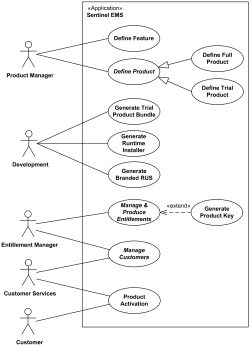 «Application»
Sentinel EMS
Define Feature
Define Full
Product
Product Manager
Define Product
Define Trial
Product
Generate Trial
Product Bundle
Generate
Runtime
Installer
Development
Generate
Branded RUS
Manage &
Produce
Entitlements
«extend»
Generate
Product Key
Entitlement Manager
Manage
Customers
Customer Services
Product
Activation
Customer